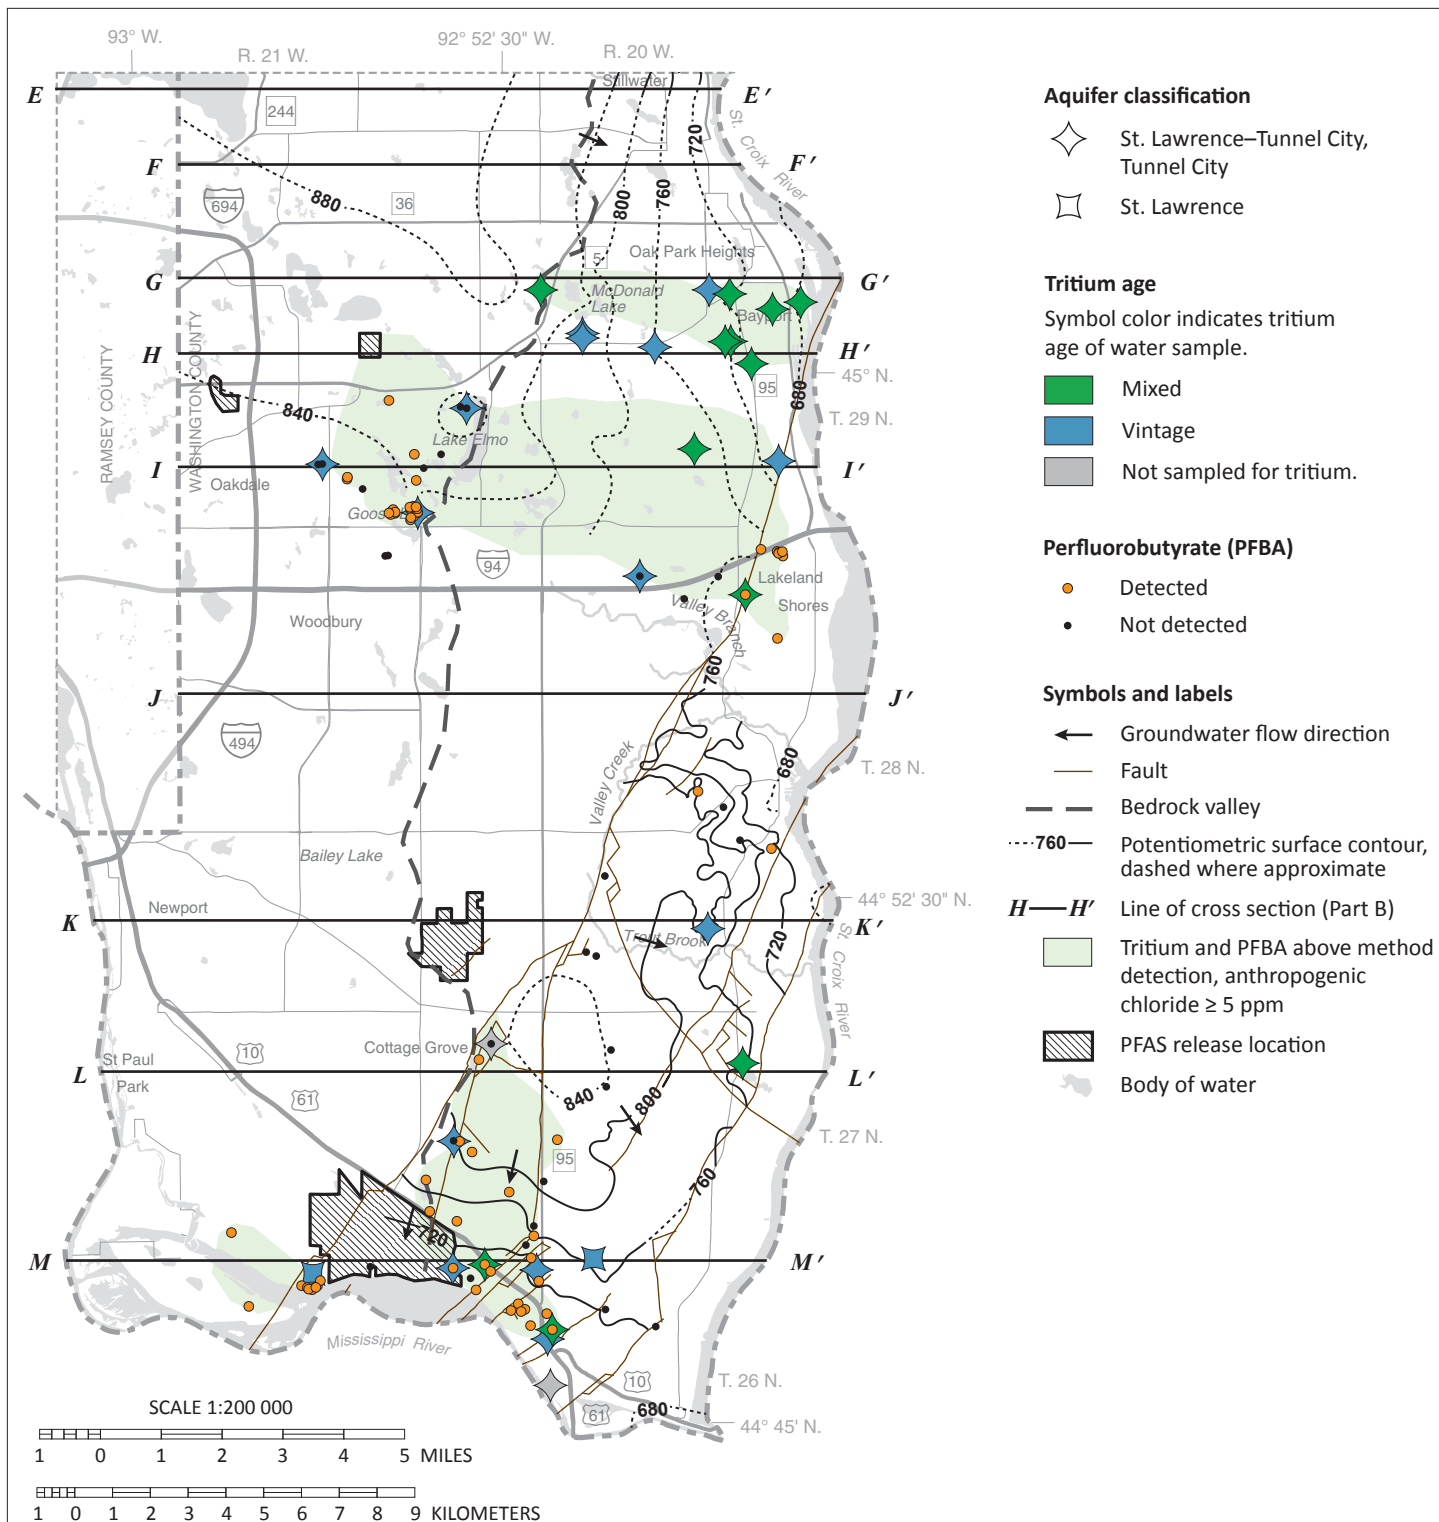 93° W.
R. 21 W.
92° 52' 30" W.
R. 20 W.
Stillwater
E
E'
244
St. Croix River
720
F
F'
880
800
760
694
36
5
Oak Park Heights
G
G'
McDonald
Lake
Bayport
H
H'
45° N.
RAMSEY COUNTY
WASHINGTON COUNTY
840
95
680
T. 29 N.
Lake Elmo
I
I'
Oakdale
94
Lakeland
Shores
Valley Branch
Woodbury
760
J
J'
494
Valley Creek
680
T. 28 N.
Bailey Lake
44° 52' 30" N.
Newport
K
K'
Trout Brook
720
St. Croix River
10
Cottage Grove
St Paul
Park
L
L'
61
840
800
T. 27 N.
95
760
720
M
M'
Mississippi River
10
T. 26 N.
61
680
44° 45' N.
SCALE 1:200 000
1 0 1 2 3 4 5 MILES
1 0 1 2 3 4 5 6 7 8 9 KILOMETERS
Aquifer classification
St. Lawrence–Tunnel City,
Tunnel City
St. Lawrence
Tritium age
Symbol color indicates tritium
age of water sample.
Mixed
Vintage
Not sampled for tritium.
Perfluorobutyrate (PFBA)
Detected
Not detected
Symbols and labels
Groundwater flow direction
Fault
Bedrock valley
760 Potentiometric surface contour,
dashed where approximate
H H' Line of cross section (Part B)
Tritium and PFBA above method
detection, anthropogenic
chloride ≥ 5 ppm
PFAS release location
Body of water